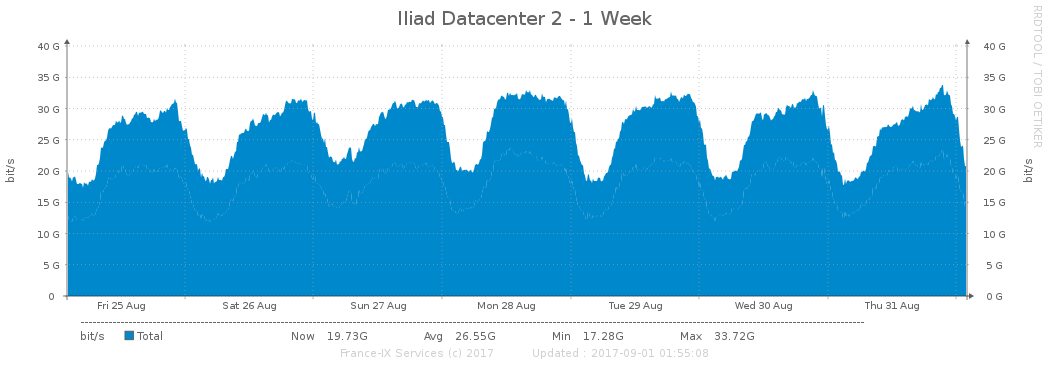 Iliad Datacenter 2 - 1 Week
RRDTOOL / TOBI OETIKER
bit/s
40 G 40 G
35 G 35 G
30 G 30 G
25 G 25 G
20 G 20 G
15 G 15 G
10 G 10 G
5 G 5 G
0 0 G
bit/s
Fri 25 Aug Sat 26 Aug Sun 27 Aug Mon 28 Aug Tue 29 Aug Wed 30 Aug Thu 31 Aug
bit/s Total Now 19.73G Avg 26.55G Min 17.28G Max 33.72G
France-IX Services (c) 2017 Updated : 2017-09-01 01:55:08